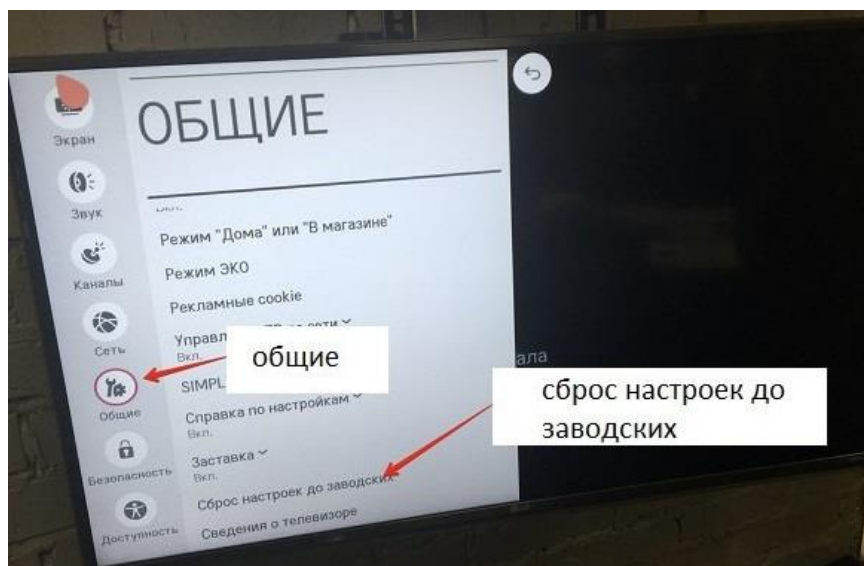 ОБЩИЕ
Экран
Звук
Каналы
Сеть
Общие
Безопасность
Доступность
Режим "Дома" или "В магазине"
Режим ЭКО
Рекламные cookie
Вкл.
Справка по настройкам
Вкл.
Заставка
Вкл.
Сброс настроек до заводских
Сведения о телевизоре
общие
сброс настроек до
заводских